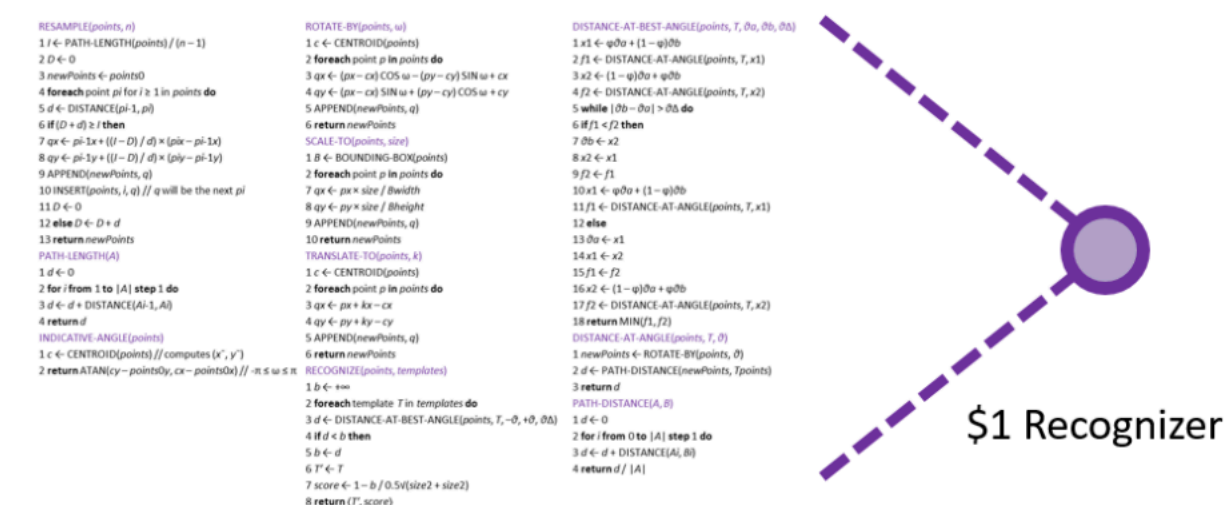 RESAMPLE(points, n)
1 I ← PATH-LENGTH(points) / (n – 1)
2 D ← 0
3 newPoints ← points0
4 foreach point pi for i ≥ 1 in points do
5 d ← DISTANCE(pi-1, pi)
6 if (D + d) ≥ I then
7 qx ← pi-1x + ((I – D) / d) × (pix – pi-1x)
8 qy ← pi-1y + ((I – D) / d) × (piy – pi-1y)
9 APPEND(newPoints, q)
10 INSERT(points, i, q) // q will be the next pi
11 D ← 0
12 else D ← D + d
13 return newPoints
PATH-LENGTH(A)
1 d ← 0
2 for i from 1 to |A| step 1 do
3 d ← d + DISTANCE(Ai-1, Ai)
4 return d
INDICATIVE-ANGLE(points)
1 c ← CENTROID(points) // computes (x¯, y¯)
2 return ATAN(cy – points0y, cx – points0x) // -π ≤ ω ≤ π
ROTATE-BY(points, ω)
1 c ← CENTROID(points)
2 foreach point p in points do
3 qx ← (px – cx) COS ω – (py – cy) SIN ω + cx
4 qy ← (px – cx) SIN ω + (py – cy) COS ω + cy
5 APPEND(newPoints, q)
6 return newPoints
SCALE-TO(points, size)
1 B ← BOUNDING-BOX(points)
2 foreach point p in points do
7 qx ← px × size / Bwidth
8 qy ← py × size / Bheight
9 APPEND(newPoints, q)
10 return newPoints
TRANSLATE-TO(points, k)
1 c ← CENTROID(points)
2 foreach point p in points do
3 qx ← px + kx – cx
4 qy ← py + ky – cy
5 APPEND(newPoints, q)
6 return newPoints
RECOGNIZE(points, templates)
1 b ← +∞
2 foreach template T in templates do
3 d ← DISTANCE-AT-BEST-ANGLE(points, T, –θ, +θ, θΔ)
4 if d < b then
5 b ← d
6 T' ← T
7 score ← 1 – b / 0.5√(size2 + size2)
8 return (T', score)
DISTANCE-AT-BEST-ANGLE(points, T, θa, θb, θΔ)
1 x1 ← φθa + (1 – φ)θb
2 f1 ← DISTANCE-AT-ANGLE(points, T, x1)
3 x2 ← (1 – φ)θa + φθb
4 f2 ← DISTANCE-AT-ANGLE(points, T, x2)
5 while |θb – θa| > θΔ do
6 if f1 < f2 then
7 θb ← x2
8 x2 ← x1
9 f2 ← f1
10 x1 ← φθa + (1 – φ)θb
11 f1 ← DISTANCE-AT-ANGLE(points, T, x1)
12 else
13 θa ← x1
14 x1 ← x2
15 f1 ← f2
16 x2 ← (1 – φ)θa + φθb
17 f2 ← DISTANCE-AT-ANGLE(points, T, x2)
18 return MIN(f1, f2)
DISTANCE-AT-ANGLE(points, T, θ)
1 newPoints ← ROTATE-BY(points, θ)
2 d ← PATH-DISTANCE(newPoints, Tpoints)
3 return d
PATH-DISTANCE(A, B)
1 d ← 0
2 for i from 0 to |A| step 1 do
3 d ← d + DISTANCE(Ai, Bi)
4 return d / |A|
$1 Recognizer